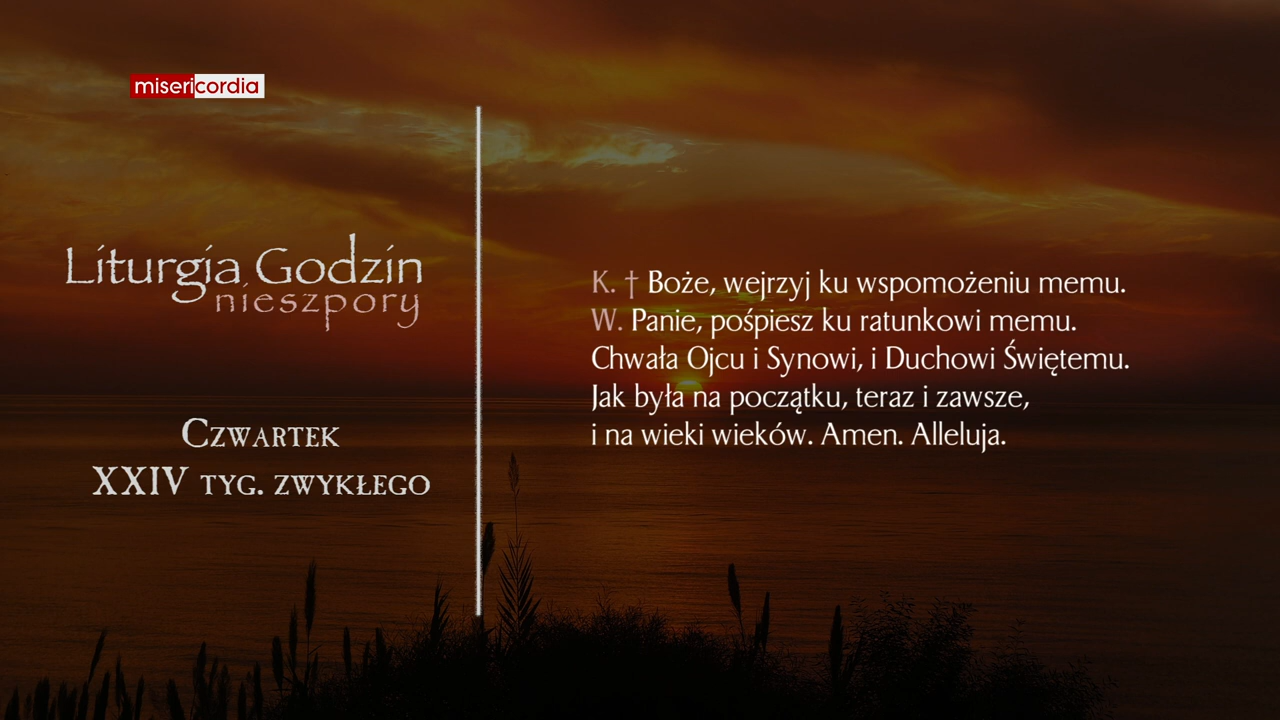 misericordia
Liturgia Godzin
nieszpory
Czwartek
XXIV tyg. zwykłego
K. † Boże, wejrzyj ku wspomożeniu memu.
W. Panie, pośpiesz ku ratunkowi memu.
Chwała Ojcu i Synowi, i Duchowi Świętemu.
Jak była na początku, teraz i zawsze,
i na wieki wieków. Amen. Alleluja.